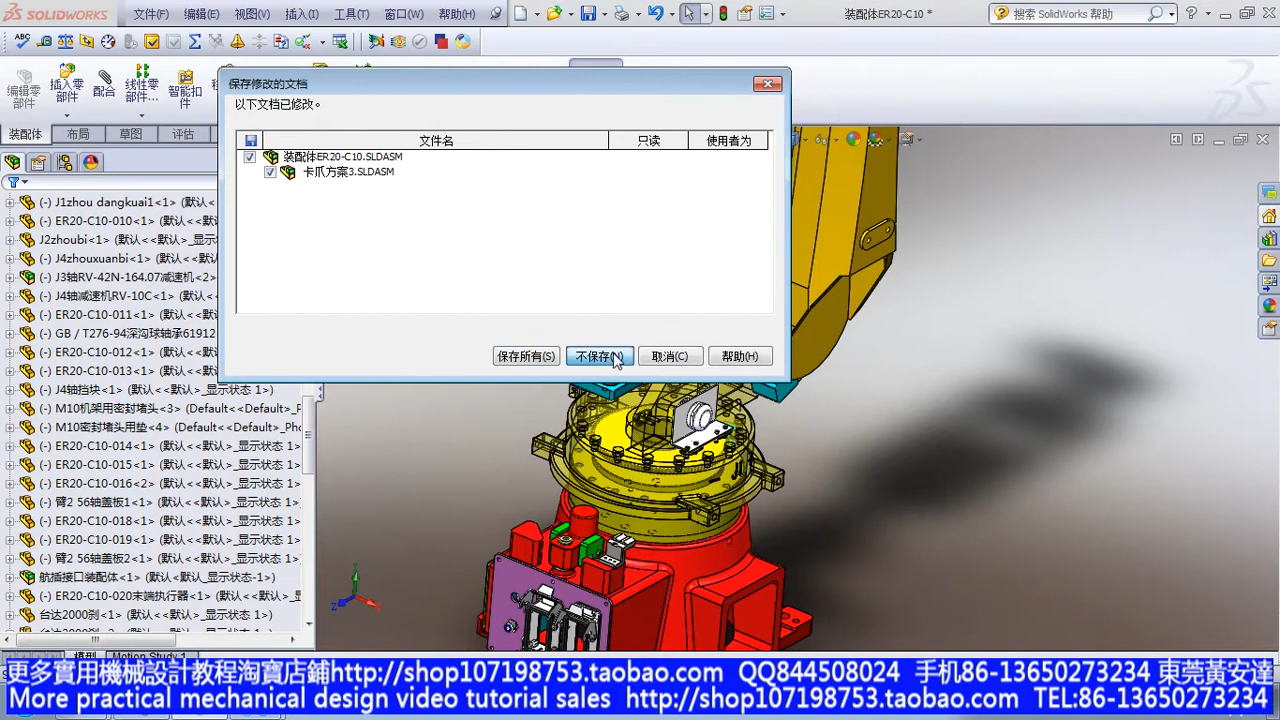 SOLIDWORKS 文件(F) 编辑(E) 视图(V) 插入(I) 工具(T) 窗口(W) 帮助(H) 装配体ER20-C10 * 搜索 SolidWorks 帮助
编辑零部件 插入零部件 配合 线性零部件... 智能扣件
装配体 布局 草图 评估
保存修改的文档
以下文档已修改。
文件名 只读 使用者为
装配体ER20-C10.SLDASM
卡爪方案3.SLDASM
保存所有(S) 不保存(N) 取消(C) 帮助(H)
(-) J1zhou dangkuai1<1> (默认<<默
(-) ER20-C10-010<1> (默认<<默认>
J2zhoubi<1> (默认<<默认>_显示
(-) J4zhouxuanbi<1> (默认<<默认>
J3轴RV-42N-164.07减速机<2>
(-) J4轴减速机RV-10C<1> (默认<
(-) ER20-C10-011<1> (默认<<默认>
(-) GB / T276-94深沟球轴承61912
(-) ER20-C10-012<1> (默认<<默认>
(-) ER20-C10-013<1> (默认<<默认>
(-) J4轴挡块<1> (默认<<默认>_显示状态 1>)
(-) M10机架用密封堵头<3> (Default<<Default>_P
(-) M10密封堵头用垫<4> (Default<<Default>_Pho
(-) ER20-C10-014<1> (默认<<默认>_显示状态 1>)
(-) ER20-C10-015<1> (默认<<默认>_显示状态 1>)
(-) ER20-C10-016<2> (默认<<默认>_显示状态 1>)
(-) 臂2 56轴盖板1<1> (默认<<默认>_显示状态 1>
(-) ER20-C10-018<1> (默认<<默认>_显示状态 1>)
(-) ER20-C10-019<1> (默认<<默认>_显示状态 1>)
(-) 臂2 56轴盖板2<1> (默认<<默认>_显示状态 1>
航插接口装配体<1> (默认<默认_显示状态-1>)
(-) ER20-C10-020末端执行器<1> (默认<<默认>_显
台达2000刹<1> (默认<<默认>_显示状态 1>)
模型 Motion Study 1
更多實用機械設計教程淘寶店鋪http://shop107198753.taobao.com QQ844508024 手机86-13650273234 東莞黃安達
More practical mechanical design video tutorial sales http://shop107198753.taobao.com TEL:86-13650273234